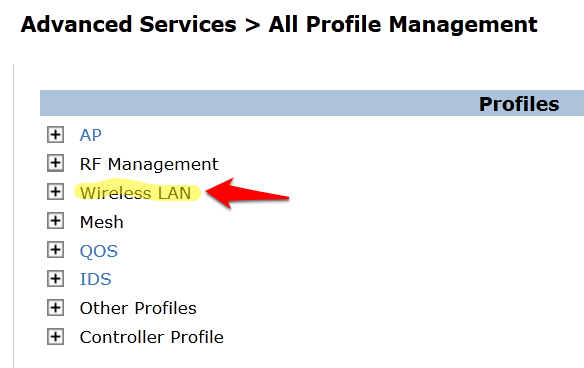 Advanced Services > All Profile Management
Profiles
AP
RF Management
Wireless LAN
Mesh
QOS
IDS
Other Profiles
Controller Profile